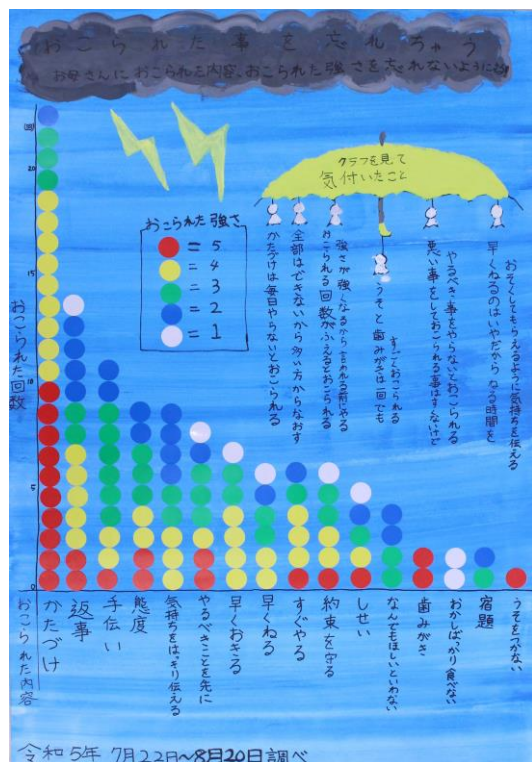 おこられた事を忘れちゃう
お母さんにおこられた内容、おこられた強さを
おこられた強さ
= 5
= 4
= 3
= 2
= 1
グラフを見て
気付いたこと
おそくしてもらえるように気持ちを伝える
早くねるのはいやだから ねる時間を
やるべき事をやらないとおこられる
悪い事をしておこられる事は少ないけど
すごくおこられる
うそと歯みがきは一回でも
強さが強くなるから言われる前にやる
おこられる回数がふえるとおこられる
全部はできないから多い方からなおす
かたづけは毎日やらないとおこられる
おこられた回数
(回)
20
15
10
5
0
おこられた内容
かたづけ
返事
手伝い
態度
気持ちをはっきり伝える
やるべきことを先に
早くおきる
早くねる
すぐやる
約束を守る
しせい
なんでもほしいといわない
歯みがき
おかしばっかり食べない
宿題
うそをつかない
令和5年 7月22日~8月20日調べ